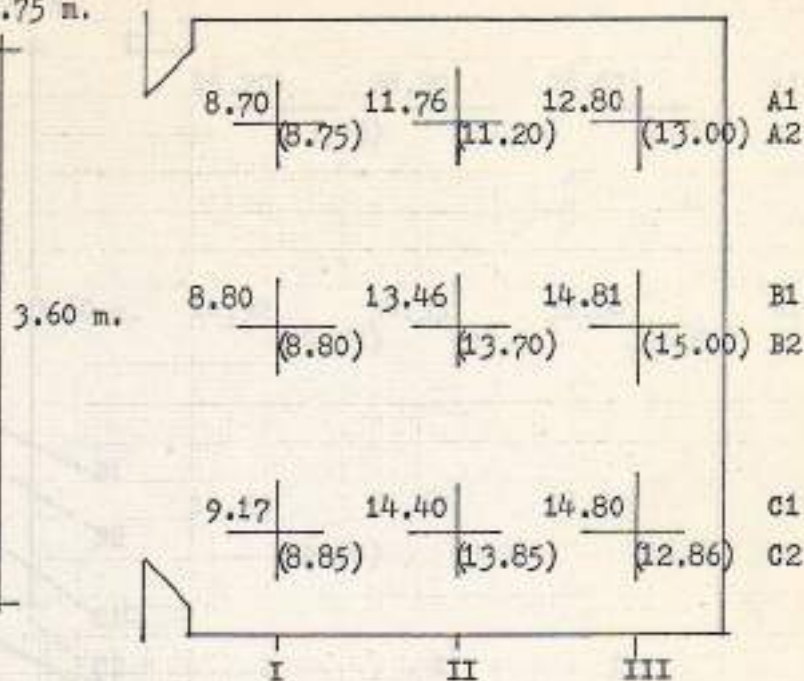 .75 m.
8.70 11.76 12.80 A1
(8.75) (11.20) (13.00) A2
8.80 13.46 14.81 B1
3.60 m.
(8.80) (13.70) (15.00) B2
9.17 14.40 14.80 C1
(8.85) (13.85) (12.86) C2
I II III